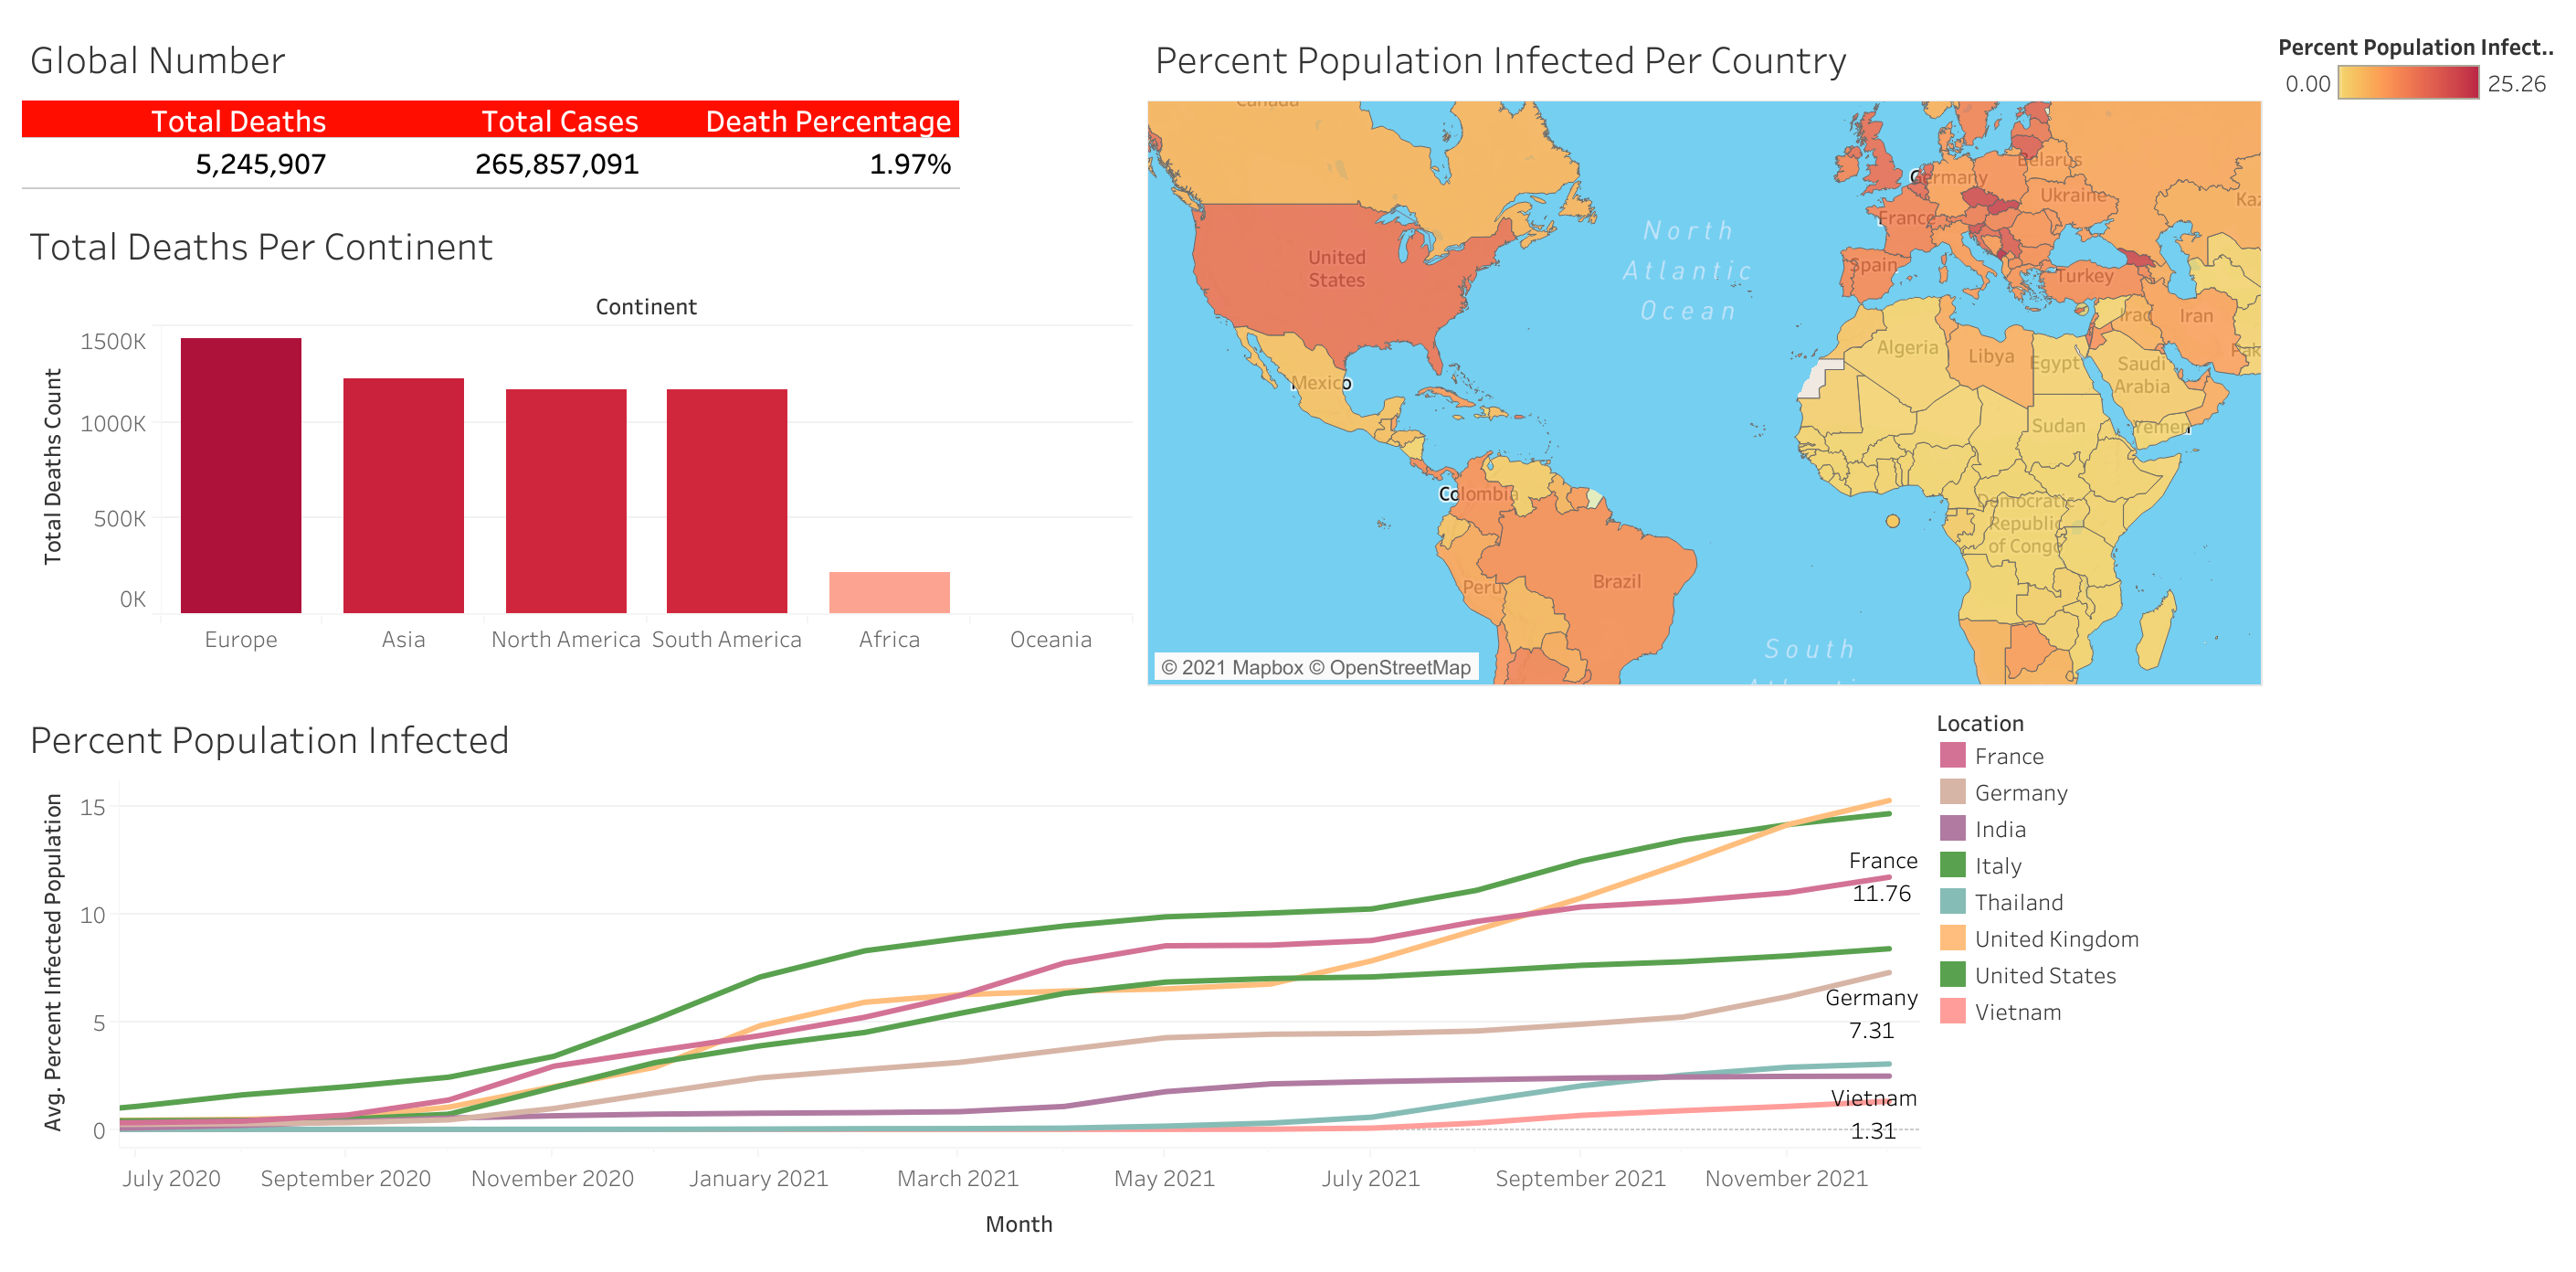 Global Number
Total Deaths Total Cases Death Percentage
5,245,907 265,857,091 1.97%
Total Deaths Per Continent
Continent
Total Deaths Count
1500K
1000K
500K
0K
Europe Asia North America South America Africa Oceania
Percent Population Infected Per Country
Percent Population Infect..
0.00 25.26
Canada
United
States
Mexico
Colombia
Peru
Brazil
North
Atlantic
Ocean
South
Germany
Belarus
Ukraine
France
Spain
Turkey
Kaz
Iraq
Iran
Pak
Algeria
Libya
Egypt
Saudi
Arabia
Sudan
Yemen
Democratic
Republic
of Congo
© 2021 Mapbox © OpenStreetMap
Percent Population Infected
Avg. Percent Infected Population
15
10
5
0
France
11.76
Germany
7.31
Vietnam
1.31
July 2020 September 2020 November 2020 January 2021 March 2021 May 2021 July 2021 September 2021 November 2021
Month
Location
France
Germany
India
Italy
Thailand
United Kingdom
United States
Vietnam